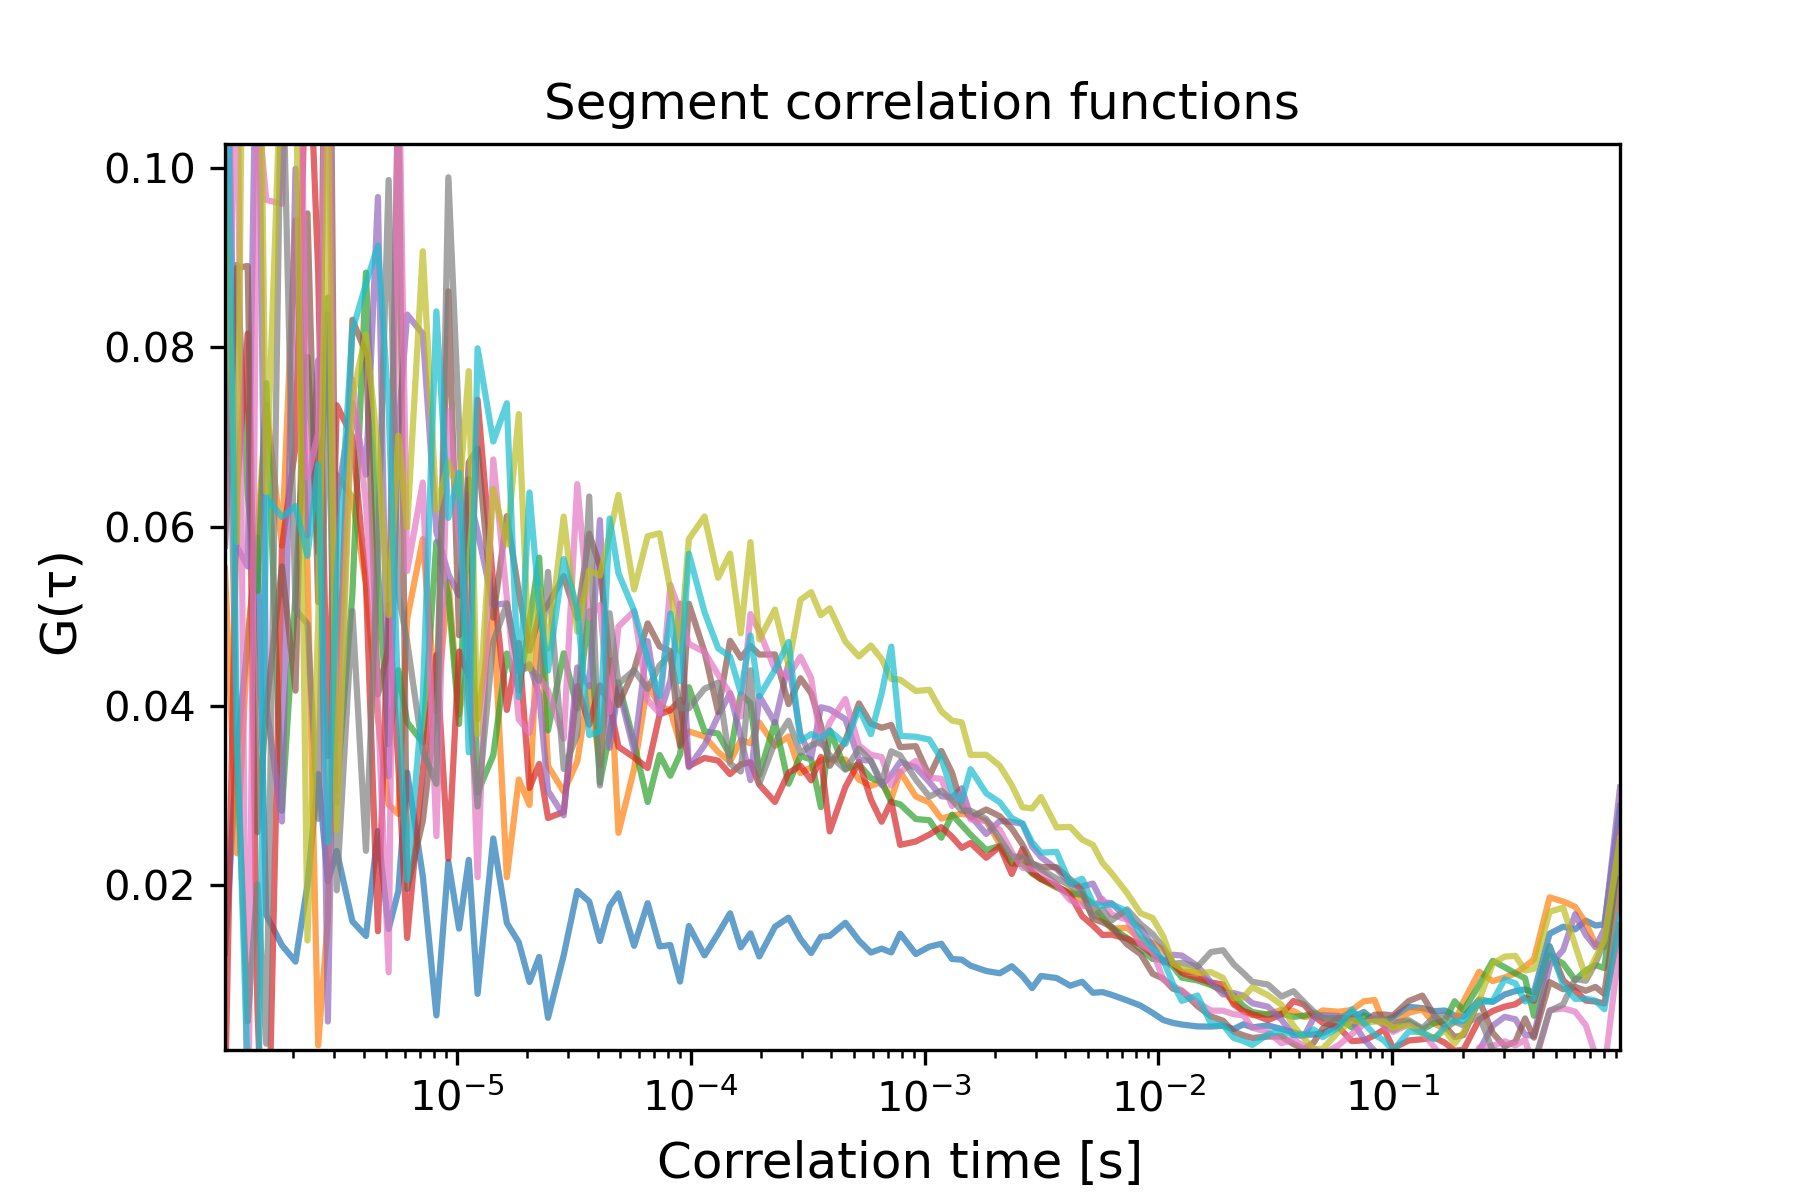 Segment correlation functions
0.10
0.08
0.06
0.04
0.02
G(τ)
10⁻⁵ 10⁻⁴ 10⁻³ 10⁻² 10⁻¹
Correlation time [s]